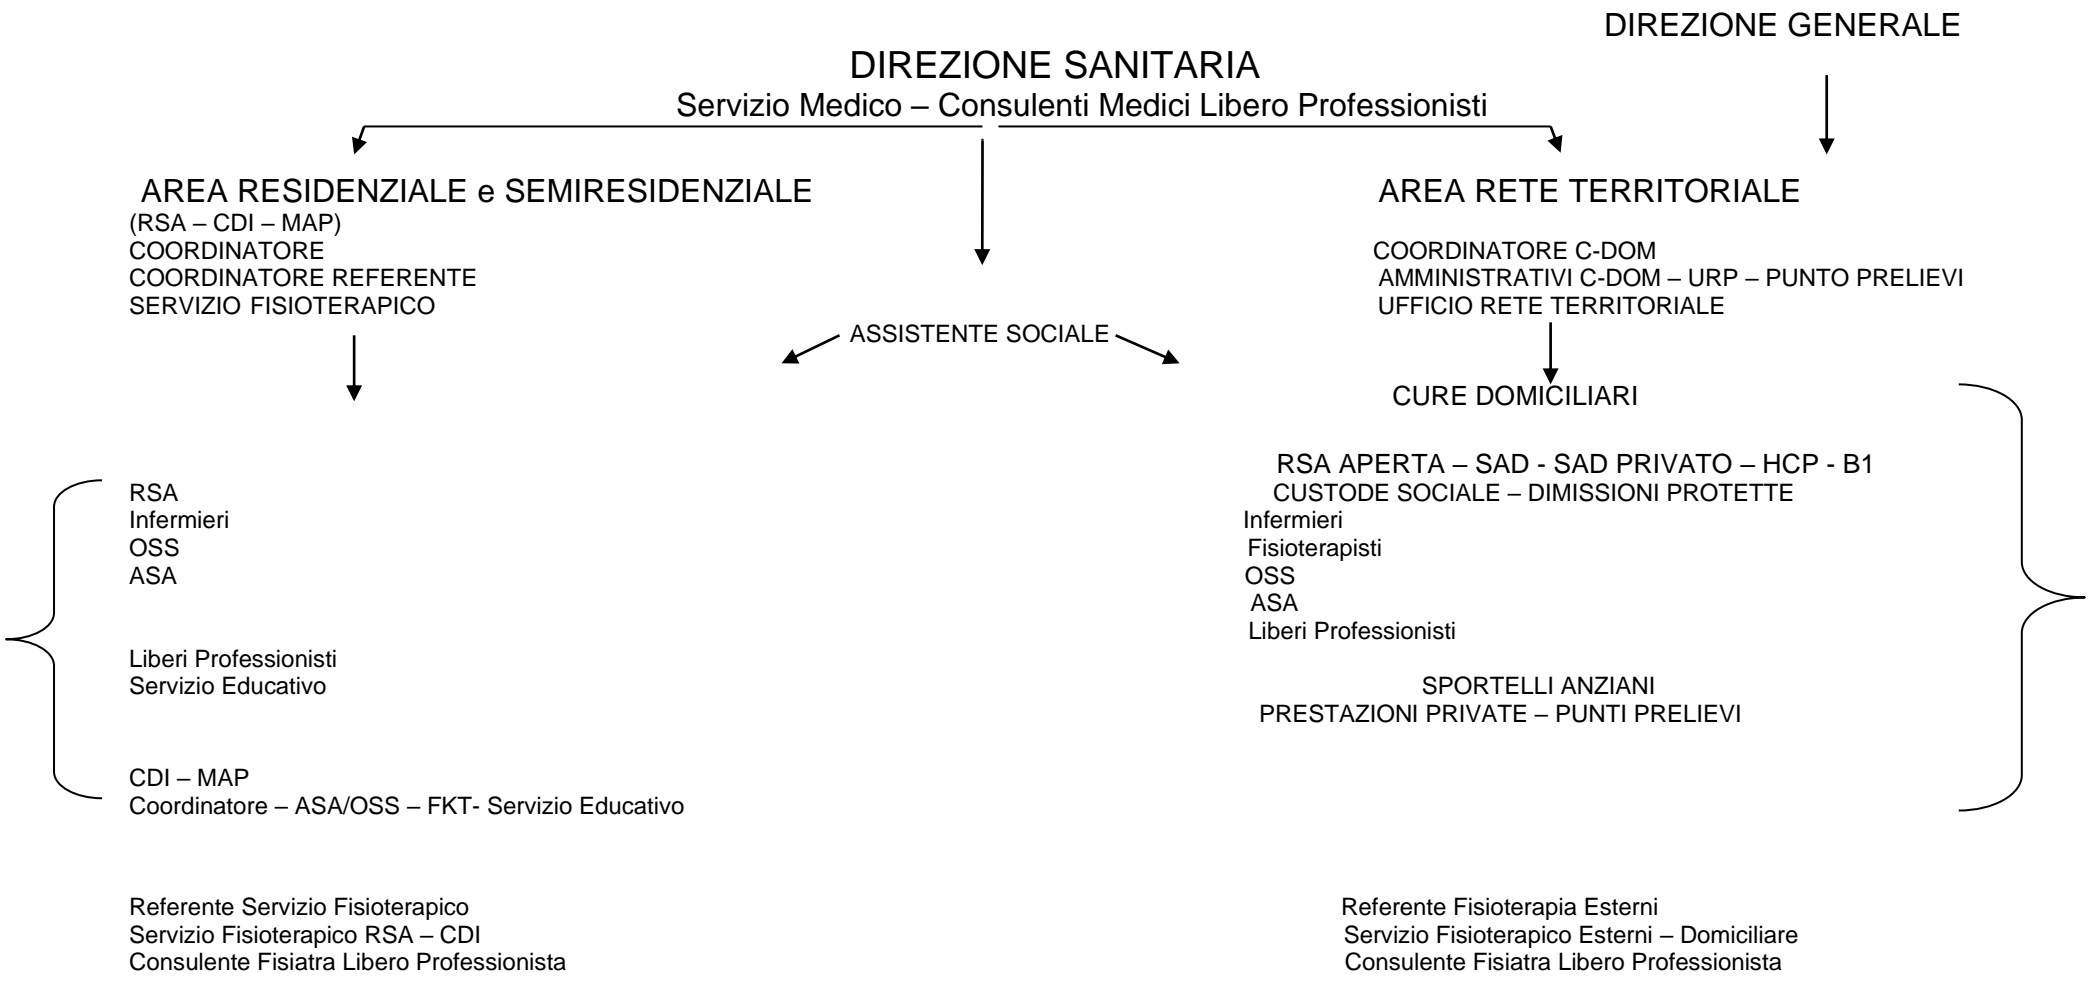 DIREZIONE GENERALE
DIREZIONE SANITARIA
Servizio Medico – Consulenti Medici Libero Professionisti
AREA RESIDENZIALE e SEMIRESIDENZIALE
(RSA – CDI – MAP)
COORDINATORE
COORDINATORE REFERENTE
SERVIZIO FISIOTERAPICO
ASSISTENTE SOCIALE
AREA RETE TERRITORIALE
COORDINATORE C-DOM
AMMINISTRATIVI C-DOM – URP – PUNTO PRELIEVI
UFFICIO RETE TERRITORIALE
CURE DOMICILIARI
RSA APERTA – SAD - SAD PRIVATO – HCP - B1
CUSTODE SOCIALE – DIMISSIONI PROTETTE
Infermieri
Fisioterapisti
OSS
ASA
Liberi Professionisti
SPORTELLI ANZIANI
PRESTAZIONI PRIVATE – PUNTI PRELIEVI
RSA
Infermieri
OSS
ASA
Liberi Professionisti
Servizio Educativo
CDI – MAP
Coordinatore – ASA/OSS – FKT- Servizio Educativo
Referente Servizio Fisioterapico
Servizio Fisioterapico RSA – CDI
Consulente Fisiatra Libero Professionista
Referente Fisioterapia Esterni
Servizio Fisioterapico Esterni – Domiciliare
Consulente Fisiatra Libero Professionista